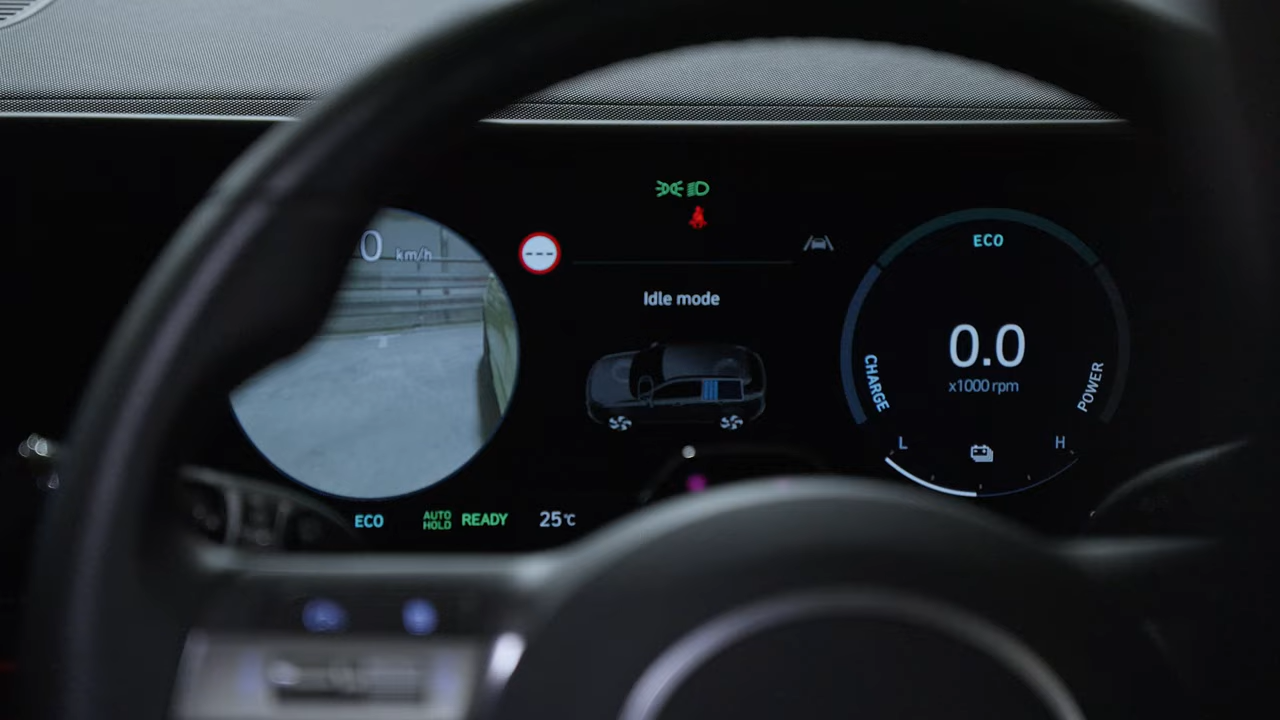 0 km/h
---
Idle mode
ECO
0.0
x1000 rpm
CHARGE
POWER
L
H
ECO
AUTO
HOLD
READY
25℃